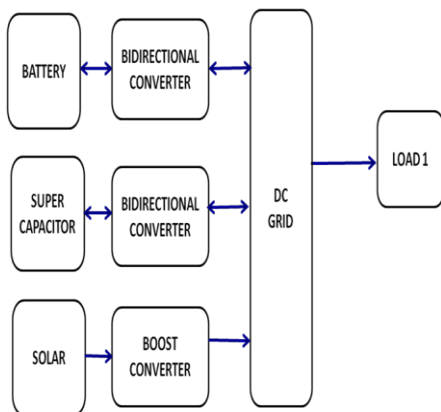 BATTERY
BIDIRECTIONAL
CONVERTER
SUPER
CAPACITOR
BIDIRECTIONAL
CONVERTER
SOLAR
BOOST
CONVERTER
DC
GRID
LOAD 1